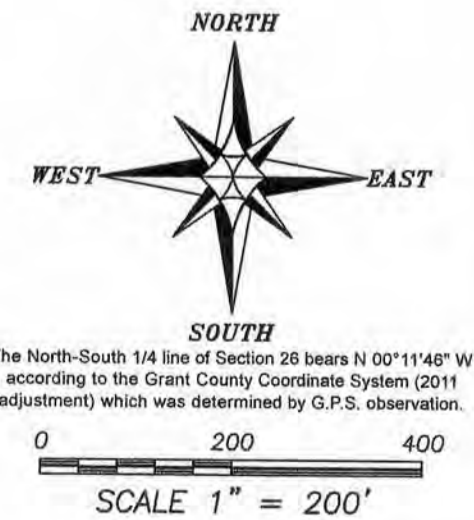 NORTH
WEST EAST
SOUTH
he North-South 1/4 line of Section 26 bears N 00°11'46" W
according to the Grant County Coordinate System (2011
adjustment) which was determined by G.P.S. observation.
0 200 400
SCALE 1" = 200'